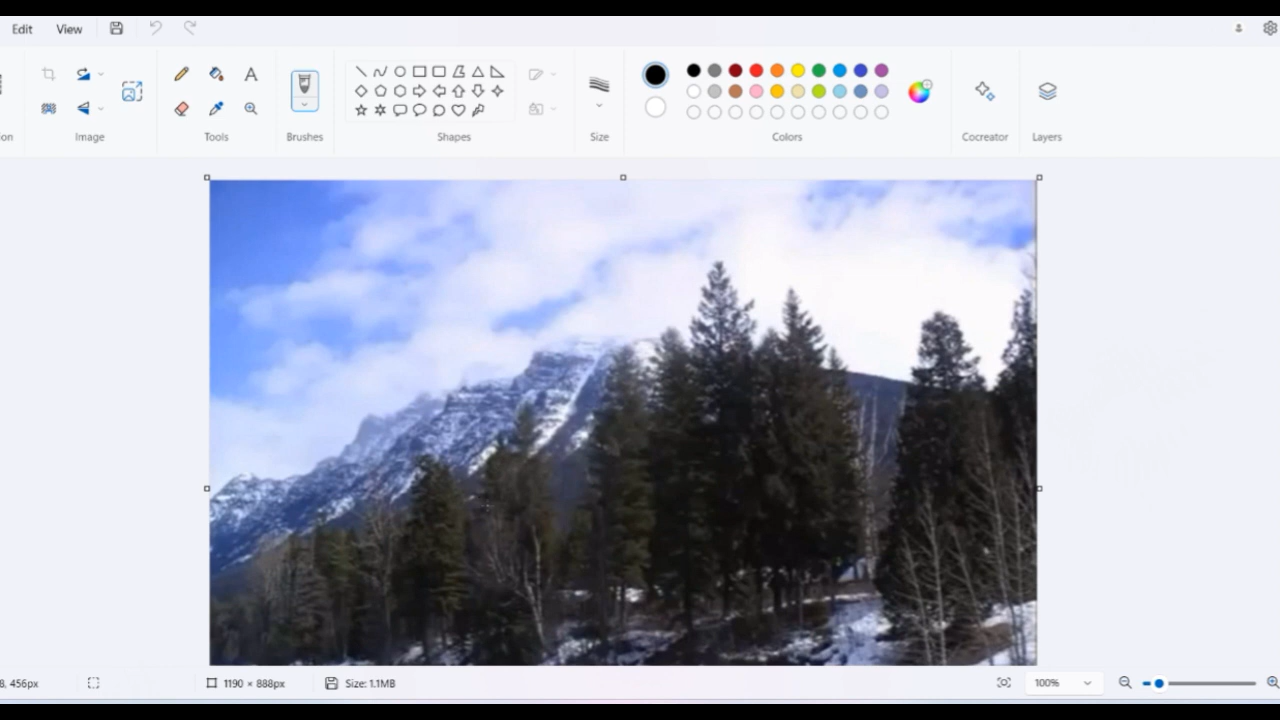 Edit View
A
Image Tools Brushes Shapes Size Colors Cocreator Layers
8, 456px 1190 × 888px Size: 1.1MB 100%